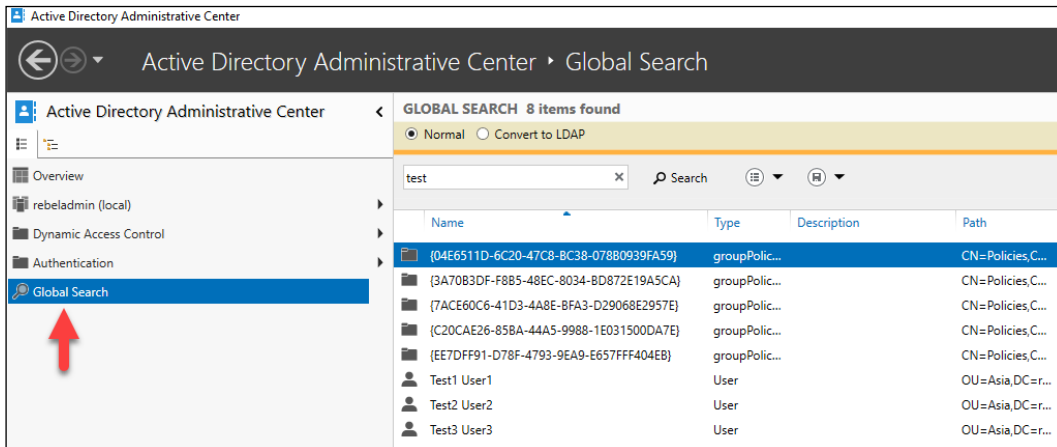 Active Directory Administrative Center
Active Directory Administrative Center • Global Search
Active Directory Administrative Center
Overview
rebeladmin (local)
Dynamic Access Control
Authentication
Global Search
GLOBAL SEARCH 8 items found
Normal Convert to LDAP
test Search
Name Type Description Path
{04E6511D-6C20-47C8-BC38-078B0939FA59} groupPolic... CN=Policies,C...
{3A70B3DF-F8B5-48EC-8034-BD872E19A5CA} groupPolic... CN=Policies,C...
{7ACE60C6-41D3-4A8E-BFA3-D29068E2957E} groupPolic... CN=Policies,C...
{C20CAE26-85BA-44A5-9988-1E031500DA7E} groupPolic... CN=Policies,C...
{EE7DFF91-D78F-4793-9EA9-E657FFF404EB} groupPolic... CN=Policies,C...
Test1 User1 User OU=Asia,DC=r...
Test2 User2 User OU=Asia,DC=r...
Test3 User3 User OU=Asia,DC=r...